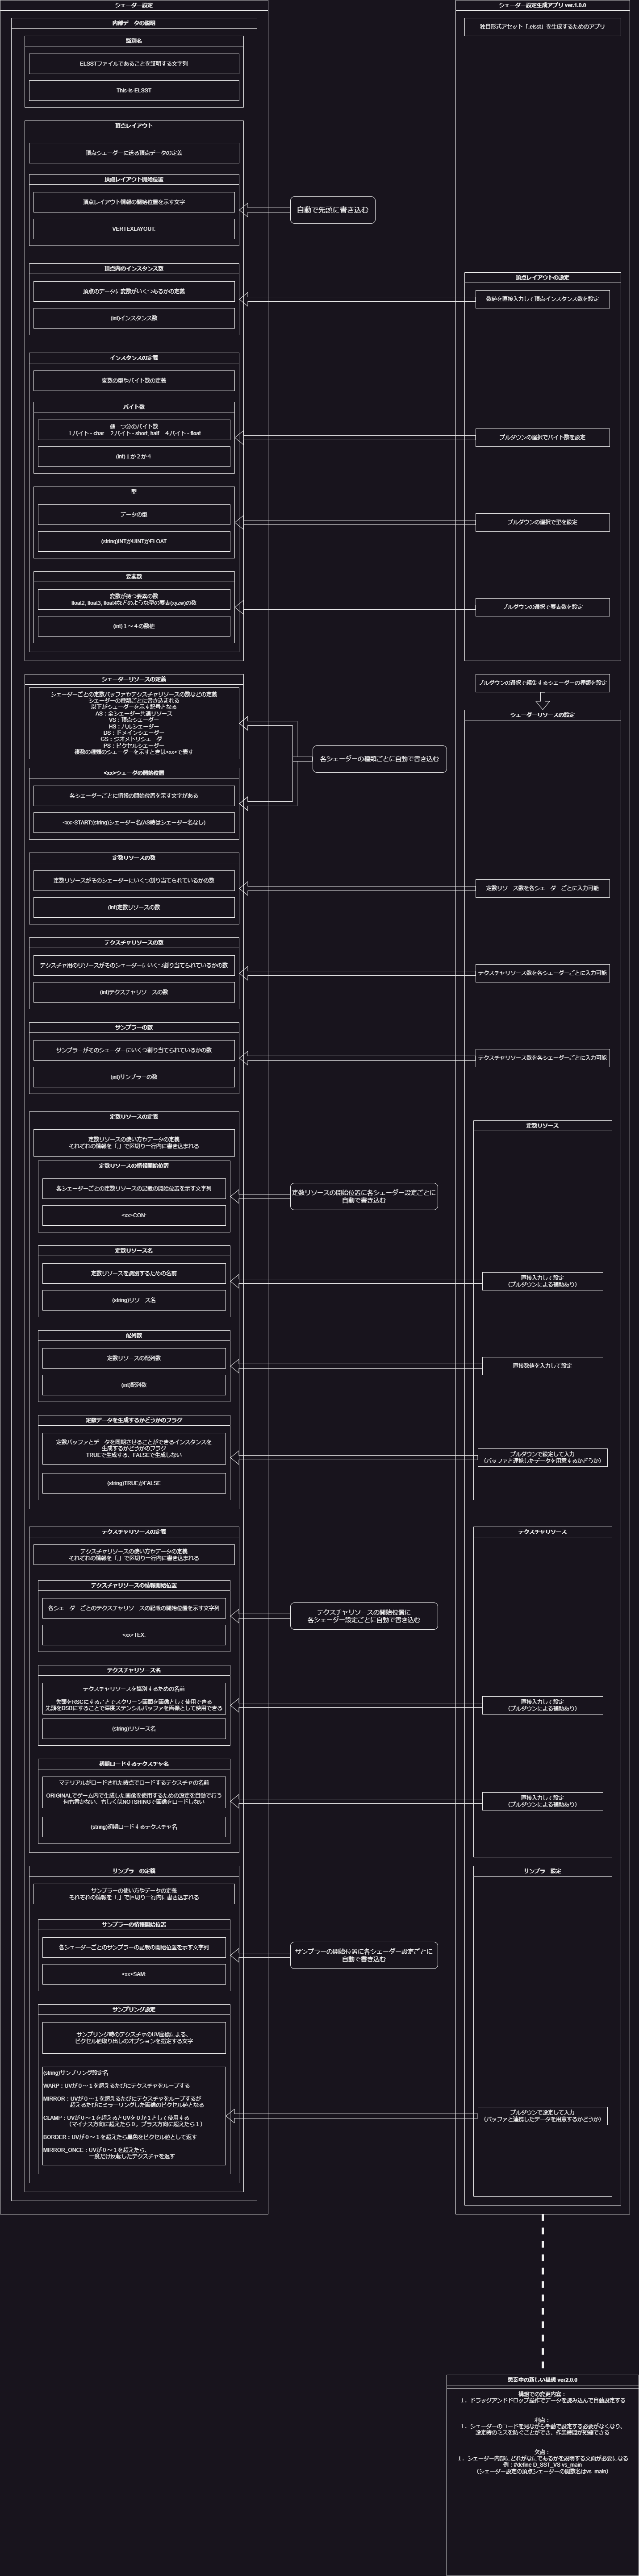 シェーダー設定
内部データの説明
識別名
ELSSTファイルであることを証明する文字列
This-Is-ELSST
頂点レイアウト
頂点シェーダーに送る頂点データの定義
頂点レイアウト開始位置
頂点レイアウト情報の開始位置を示す文字
VERTEXLAYOUT:
自動で先頭に書き込む
頂点内のインスタンス数
頂点のデータに変数がいくつあるかの定義
(int)インスタンス数
インスタンスの定義
変数の型やバイト数の定義
バイト数
値一つ分のバイト数
１バイト - char　２バイト - short, half　４バイト - float
(int)１か２か４
型
データの型
(string)INTかUINTかFLOAT
要素数
変数が持つ要素の数
float2, float3, float4などのような型の要素(xyzw)の数
(int)１～４の数値
シェーダーリソースの定義
シェーダーごとの定数バッファやテクスチャリソースの数などの定義
シェーダーの種類ごとに書き込まれる
以下がシェーダーを示す記号となる
AS：全シェーダー共通リソース
VS：頂点シェーダー
HS：ハルシェーダー
DS：ドメインシェーダー
GS：ジオメトリシェーダー
PS：ピクセルシェーダー
複数の種類のシェーダーを示すときは<xx>で表す
各シェーダーの種類ごとに自動で書き込む
<xx>シェーダの開始位置
各シェーダーごとに情報の開始位置を示す文字がある
<xx>START:(string)シェーダー名(AS時はシェーダー名なし)
定数リソースの数
定数リソースがそのシェーダーにいくつ割り当てられているかの数
(int)定数リソースの数
テクスチャリソースの数
テクスチャ用のリソースがそのシェーダーにいくつ割り当てられているかの数
(int)テクスチャリソースの数
サンプラーの数
サンプラーがそのシェーダーにいくつ割り当てられているかの数
(int)サンプラーの数
定数リソースの定義
定数リソースの使い方やデータの定義
それぞれの情報を「,」で区切り一行内に書き込まれる
定数リソースの情報開始位置
各シェーダーごとの定数リソースの記載の開始位置を示す文字列
<xx>CON:
定数リソースの開始位置に各シェーダー設定ごとに
自動で書き込む
定数リソース名
定数リソースを識別するための名前
(string)リソース名
配列数
定数リソースの配列数
(int)配列数
定数データを生成するかどうかのフラグ
定数バッファとデータを同期させることができるインスタンスを
生成するかどうかのフラグ
TRUEで生成する、FALSEで生成しない
(string)TRUEかFALSE
テクスチャリソースの定義
テクスチャリソースの使い方やデータの定義
それぞれの情報を「,」で区切り一行内に書き込まれる
テクスチャリソースの情報開始位置
各シェーダーごとのテクスチャリソースの記載の開始位置を示す文字列
<xx>TEX:
テクスチャリソースの開始位置に
各シェーダー設定ごとに自動で書き込む
テクスチャリソース名
テクスチャリソースを識別するための名前
先頭をRSCにすることでスクリーン画面を画像として使用できる
先頭をDSBにすることで深度ステンシルバッファを画像として使用できる
(string)リソース名
初期ロードするテクスチャ名
マテリアルがロードされた時点でロードするテクスチャの名前
ORIGINALでゲーム内で生成した画像を使用するための設定を自動で行う
何も書かない、もしくはNOTSHINGで画像をロードしない
(string)初期ロードするテクスチャ名
サンプラーの定義
サンプラーの使い方やデータの定義
それぞれの情報を「,」で区切り一行内に書き込まれる
サンプラーの情報開始位置
各シェーダーごとのサンプラーの記載の開始位置を示す文字列
<xx>SAM:
サンプラーの開始位置に各シェーダー設定ごとに
自動で書き込む
サンプリング設定
サンプリング時のテクスチャのUV座標による、
ピクセル値取り出しのオプションを指定する文字
(string)サンプリング設定名
WARP：UVが０～１を超えるたびにテクスチャをループする
MIRROR：UVが０～１を超えるたびにテクスチャをループするが
超えるたびにミラーリングした画像のピクセル値となる
CLAMP：UVが０～１を超えるとUVを０か１として使用する
（マイナス方向に超えたら０，プラス方向に超えたら１）
BORDER：UVが０～１を超えたら黒色をピクセル値として返す
MIRROR_ONCE：UVが０～１を超えたら、
一度だけ反転したテクスチャを返す
シェーダー設定生成アプリ ver.1.0.0
独自形式アセット「.elsst」を生成するためのアプリ
頂点レイアウトの設定
数値を直接入力して頂点インスタンス数を設定
プルダウンの選択でバイト数を設定
プルダウンの選択で型を設定
プルダウンの選択で要素数を設定
プルダウンの選択で編集するシェーダーの種類を設定
シェーダーリソースの設定
定数リソース数を各シェーダーごとに入力可能
テクスチャリソース数を各シェーダーごとに入力可能
テクスチャリソース数を各シェーダーごとに入力可能
定数リソース
直接入力して設定
（プルダウンによる補助あり）
直接数値を入力して設定
プルダウンで設定して入力
（バッファと連携したデータを用意するかどうか）
テクスチャリソース
直接入力して設定
（プルダウンによる補助あり）
直接入力して設定
（プルダウンによる補助あり）
サンプラー設定
プルダウンで設定して入力
（バッファと連携したデータを用意するかどうか）
思案中の新しい構想 ver2.0.0
構想での変更内容：
１．ドラッグアンドドロップ操作でデータを読み込んで自動設定する
利点：
１．シェーダーのコードを見ながら手動で設定する必要がなくなり、
設定時のミスを防ぐことができ、作業時間が短縮できる
欠点：
１．シェーダー内部にどれがなにであるかを説明する文面が必要になる
例：#define D_SST_VS vs_main
（シェーダー設定の頂点シェーダーの関数名はvs_main）